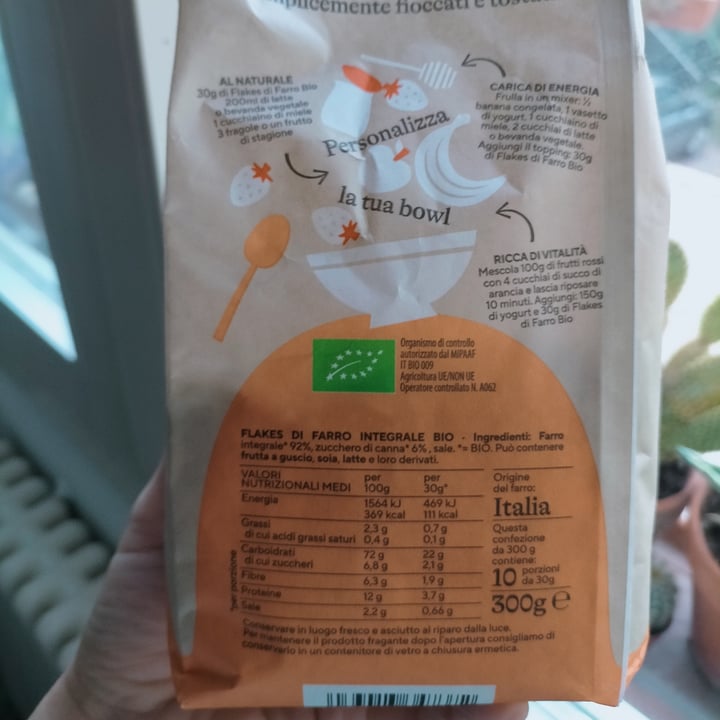 plicemente fioccati e
AL NATURALE
30g di Flakes di Farro Bio
200ml di latte
o bevanda vegetale
1 cucchiaino di miele
3 fragole o un frutto
di stagione
CARICA DI ENERGIA
Frulla in un mixer: ½
banana congelata, 1 vasetto
di yogurt, 1 cucchiaino di
miele, 2 cucchiai di latte
o bevanda vegetale.
Aggiungi il topping: 30g
di Flakes di Farro Bio
Personalizza
la tua bowl
RICCA DI VITALITÀ
Mescola 100g di frutti rossi
con 4 cucchiai di succo di
arancia e lascia riposare
10 minuti. Aggiungi: 150g
di yogurt e 30g di Flakes
di Farro Bio
Organismo di controllo
autorizzato dal MIPAAF
IT BIO 009
Agricoltura UE/NON UE
Operatore controllato N. A062
FLAKES DI FARRO INTEGRALE BIO - Ingredienti: Farro
integrale* 92%, zucchero di canna* 6%, sale. *= BIO. Può contenere
frutta a guscio, soia, latte e loro derivati.
VALORI per per
NUTRIZIONALI MEDI 100g 30g*
Energia 1564 kJ 469 kJ
369 kcal 111 kcal
Grassi 2,3 g 0,7 g
di cui acidi grassi saturi 0,4 g 0,1 g
Carboidrati 72 g 22 g
di cui zuccheri 6,8 g 2,1 g
Fibre 6,3 g 1,9 g
Proteine 12 g 3,7 g
Sale 2,2 g 0,66 g
*per porzione
Origine
del farro:
Italia
Questa
confezione
da 300 g
contiene:
10 porzioni
da 30g
300g e
Conservare in luogo fresco e asciutto al riparo dalla luce.
Per mantenere il prodotto fragante dopo l'apertura consigliamo di
conservarlo in un contenitore di vetro a chiusura ermetica.